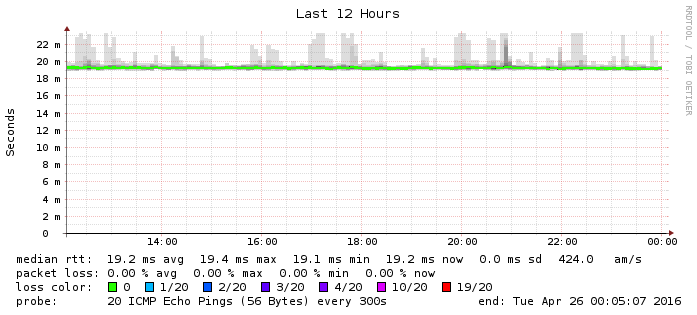 Last 12 Hours
RRDTOOL / TOBI OETIKER
Seconds
22 m
20 m
18 m
16 m
14 m
12 m
10 m
8 m
6 m
4 m
2 m
0
14:00 16:00 18:00 20:00 22:00 00:00
median rtt: 19.2 ms avg 19.4 ms max 19.1 ms min 19.2 ms now 0.0 ms sd 424.0 am/s
packet loss: 0.00 % avg 0.00 % max 0.00 % min 0.00 % now
loss color: 0 1/20 2/20 3/20 4/20 10/20 19/20
probe: 20 ICMP Echo Pings (56 Bytes) every 300s end: Tue Apr 26 00:05:07 2016